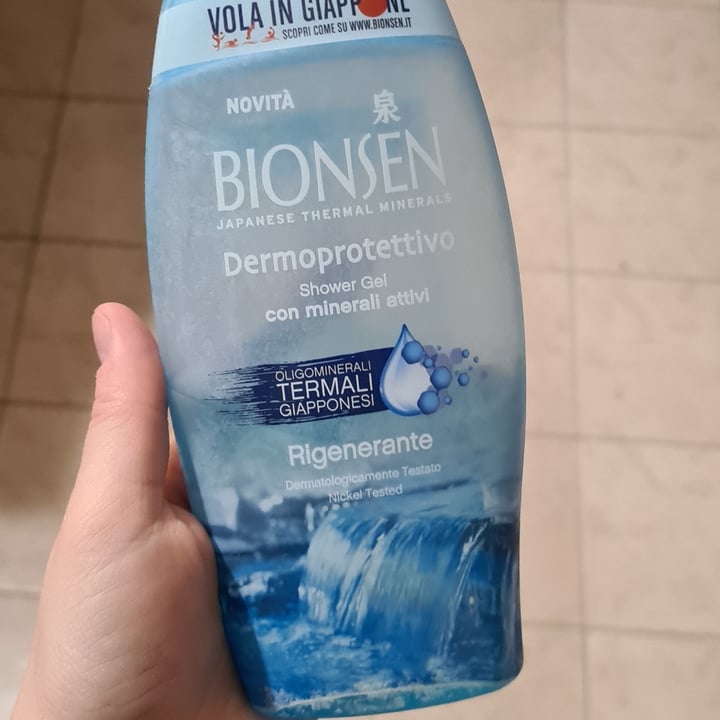 VOLA IN GIAPPONE
SCOPRI COME SU WWW.BIONSEN.IT
NOVITÀ
泉
BIONSEN
JAPANESE THERMAL MINERALS
Dermoprotettivo
Shower Gel
con minerali attivi
OLIGOMINERALI
TERMALI
GIAPPONESI
Rigenerante
Dermatologicamente Testato
Nickel Tested